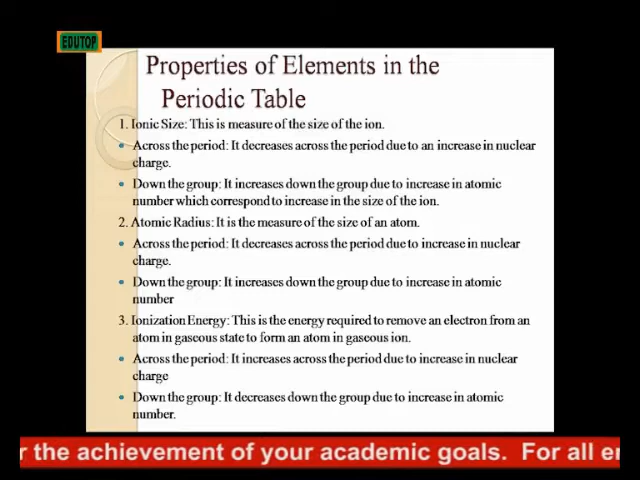 EDUTOP
Properties of Elements in the
Periodic Table
1. Ionic Size: This is measure of the size of the ion.
• Across the period: It decreases across the period due to an increase in nuclear
charge.
• Down the group: It increases down the group due to increase in atomic
number which correspond to increase in the size of the ion.
2. Atomic Radius: It is the measure of the size of an atom.
• Across the period: It decreases across the period due to increase in nuclear
charge.
• Down the group: It increases down the group due to increase in atomic
number
3. Ionization Energy: This is the energy required to remove an electron from an
atom in gaseous state to form an atom in gaseous ion.
• Across the period: It increases across the period due to increase in nuclear
charge
• Down the group: It decreases down the group due to increase in atomic
number.
r the achievement of your academic goals. For all er